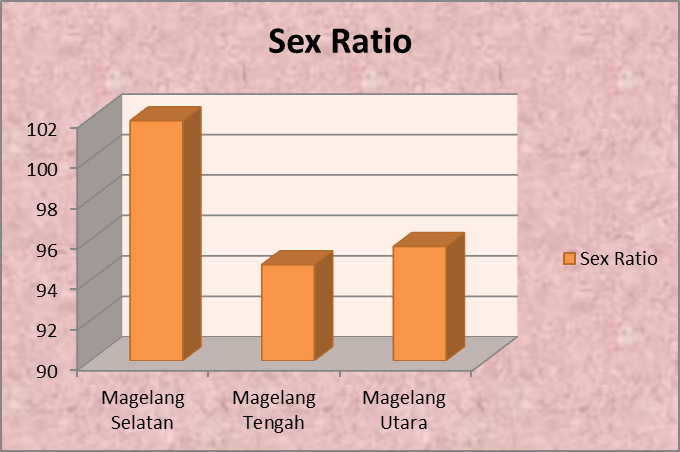 Sex Ratio
102
100
98
96
94
92
90
Magelang
Selatan
Magelang
Tengah
Magelang
Utara
Sex Ratio